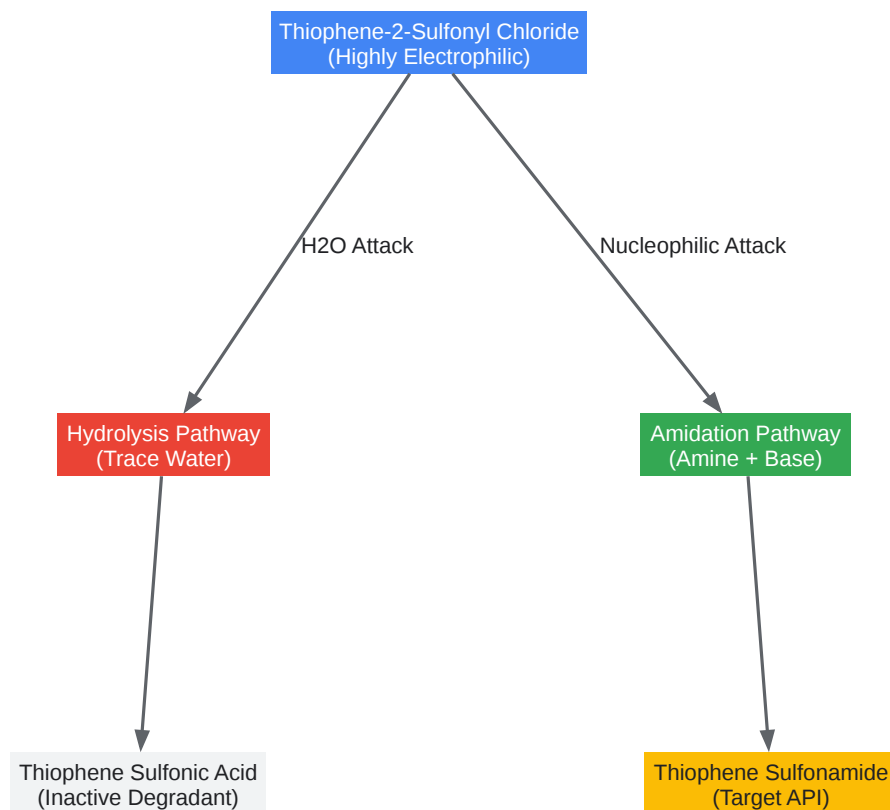 Thiophene-2-Sulfonyl Chloride
(Highly Electrophilic)
H2O Attack
Nucleophilic Attack
Hydrolysis Pathway
(Trace Water)
Amidation Pathway
(Amine + Base)
Thiophene Sulfonic Acid
(Inactive Degradant)
Thiophene Sulfonamide
(Target API)